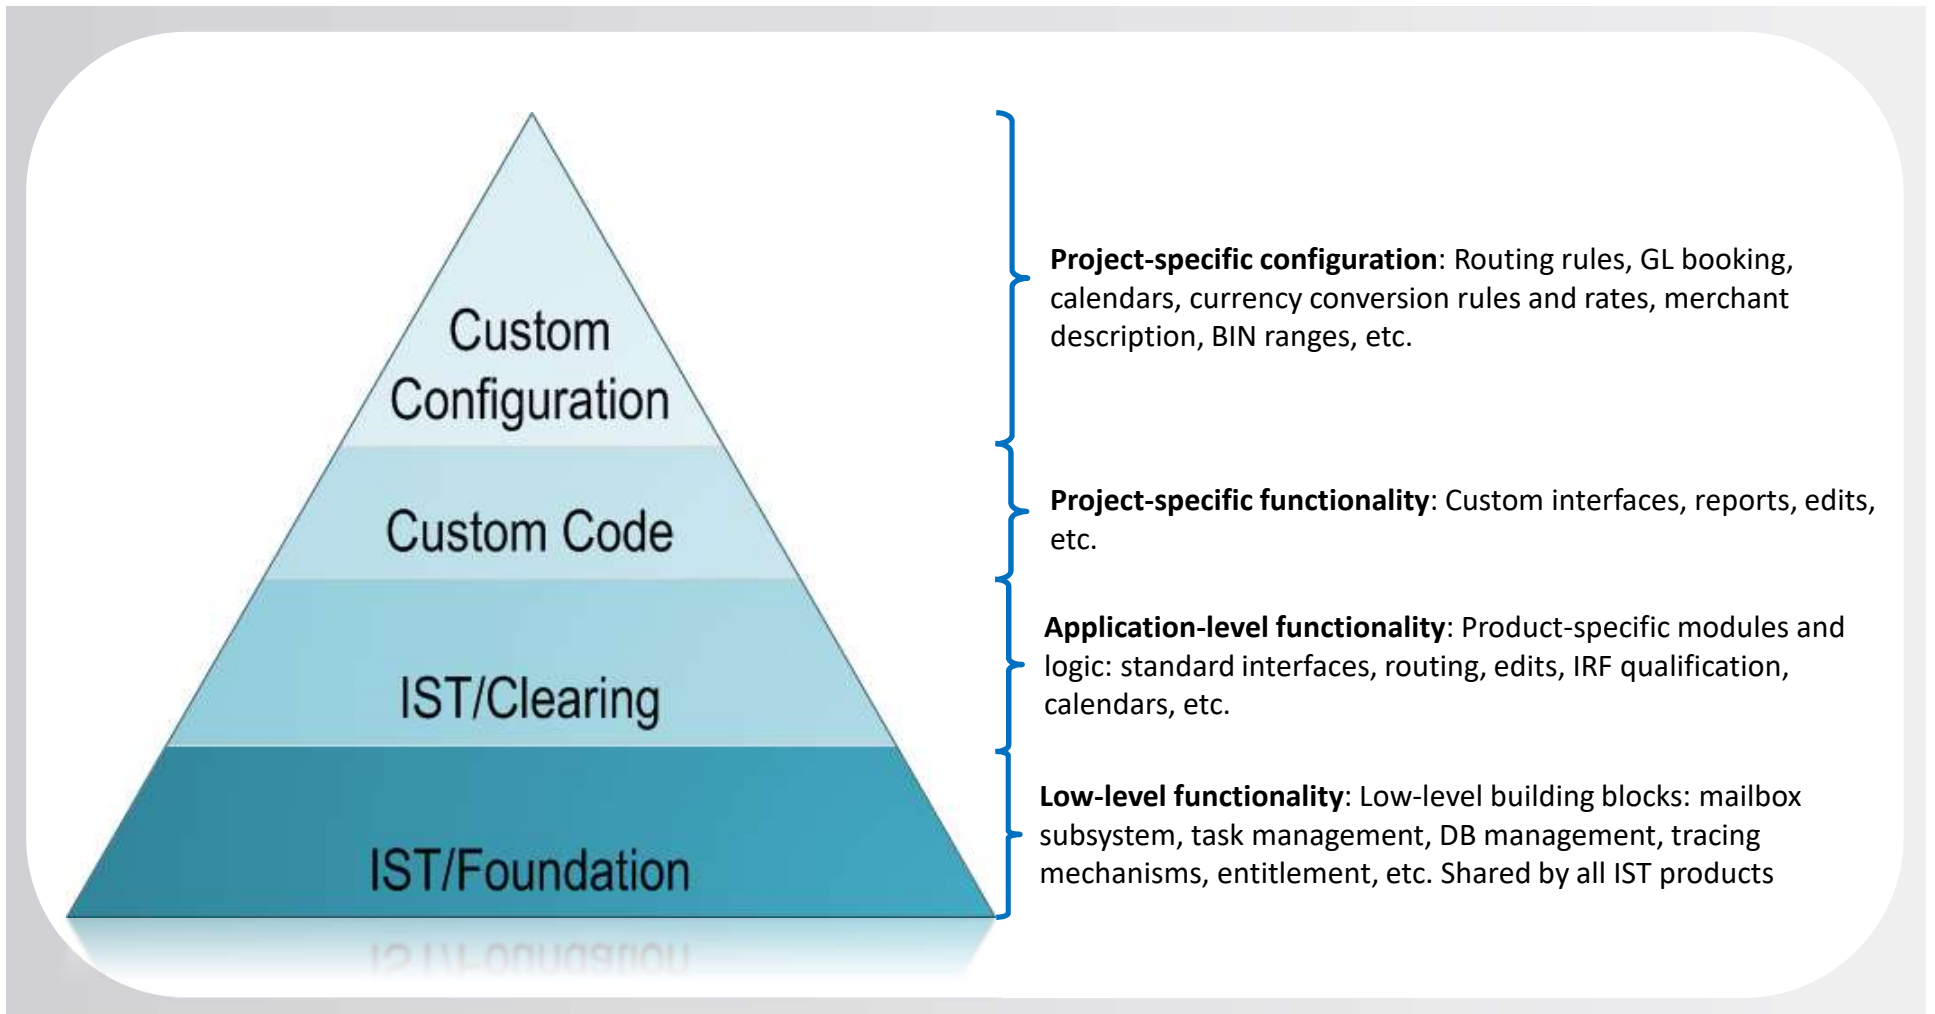 Custom
Configuration
Project-specific configuration: Routing rules, GL booking,
calendars, currency conversion rules and rates, merchant
description, BIN ranges, etc.
Custom Code
Project-specific functionality: Custom interfaces, reports, edits,
etc.
IST/Clearing
Application-level functionality: Product-specific modules and
logic: standard interfaces, routing, edits, IRF qualification,
calendars, etc.
IST/Foundation
Low-level functionality: Low-level building blocks: mailbox
subsystem, task management, DB management, tracing
mechanisms, entitlement, etc. Shared by all IST products